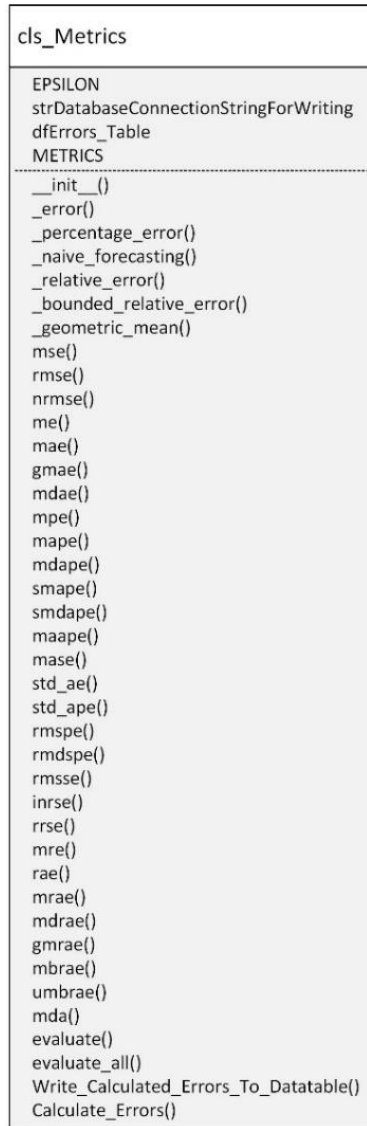 cls_Metrics
EPSILON
strDatabaseConnectionStringForWriting
dfErrors_Table
METRICS
__init__()
_error()
_percentage_error()
_naive_forecasting()
_relative_error()
_bounded_relative_error()
_geometric_mean()
mse()
rmse()
nrmse()
me()
mae()
gmae()
mdae()
mpe()
mape()
mdape()
smape()
smdape()
maape()
mase()
std_ae()
std_ape()
rmspe()
rmdspe()
rmsse()
inrse()
rrse()
mre()
rae()
mrae()
mdrae()
gmrae()
mbrae()
umbrae()
mda()
evaluate()
evaluate_all()
Write_Calculated_Errors_To_Datatable()
Calculate_Errors()